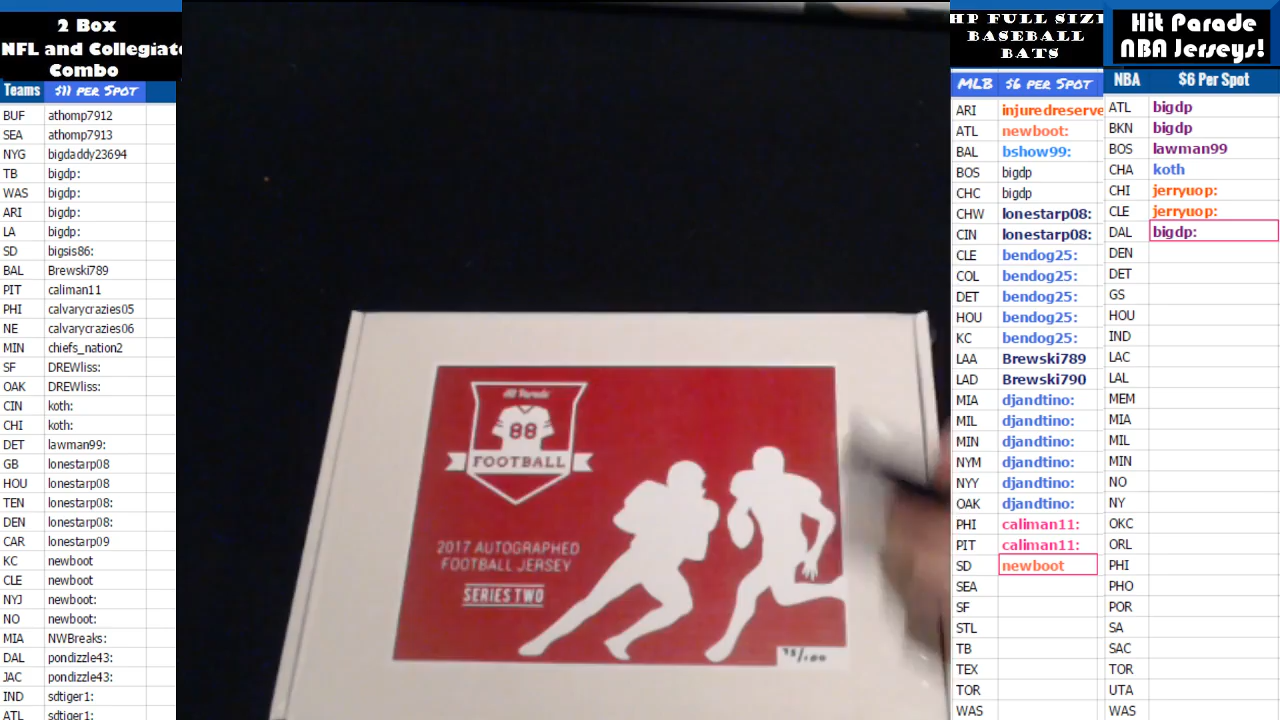 2 Box
NFL and Collegiate
Combo
Teams $11 PER SPOT
BUF athomp7912
SEA athomp7913
NYG bigdaddy23694
TB bigdp:
WAS bigdp:
ARI bigdp:
LA bigdp:
SD bigsis86:
BAL Brewski789
PIT caliman11
PHI calvarycrazies05
NE calvarycrazies06
MIN chiefs_nation2
SF DREWliss:
OAK DREWliss:
CIN koth:
CHI koth:
DET lawman99:
GB lonestarp08
HOU lonestarp08
TEN lonestarp08:
DEN lonestarp08:
CAR lonestarp09
KC newboot
CLE newboot
NYJ newboot:
NO newboot:
MIA NWBreaks:
DAL pondizzle43:
JAC pondizzle43:
IND sdtiger1:
ATL sdtiger1:
Hit Parade
88
FOOTBALL
2017 AUTOGRAPHED
FOOTBALL JERSEY
SERIES TWO
HP FULL SIZE
BASEBALL
BATS
MLB $6 PER SPOT
ARI injuredreserve
ATL newboot:
BAL bshow99:
BOS bigdp
CHC bigdp
CHW lonestarp08:
CIN lonestarp08:
CLE bendog25:
COL bendog25:
DET bendog25:
HOU bendog25:
KC bendog25:
LAA Brewski789
LAD Brewski790
MIA djandtino:
MIL djandtino:
MIN djandtino:
NYM djandtino:
NYY djandtino:
OAK djandtino:
PHI caliman11:
PIT caliman11:
SD newboot
SEA
SF
STL
TB
TEX
TOR
WAS
Hit Parade
NBA Jerseys!
NBA $6 Per Spot
ATL bigdp
BKN bigdp
BOS lawman99
CHA koth
CHI jerryuop:
CLE jerryuop:
DAL bigdp:
DEN
DET
GS
HOU
IND
LAC
LAL
MEM
MIA
MIL
MIN
NO
NY
OKC
ORL
PHI
PHO
POR
SA
SAC
TOR
UTA
WAS